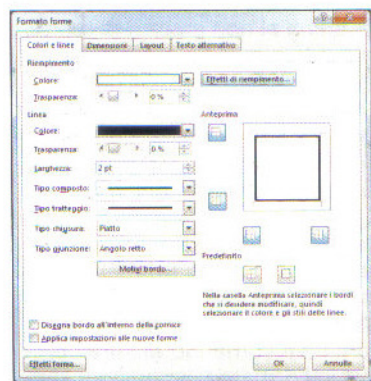 Formato forme
Colori e linee Dimensioni Layout Testo alternativo
Riempimento
Colore: Effetti di riempimento...
Trasparenza: 0 %
Linea Anteprima
Colore:
Trasparenza: 0 %
Larghezza: 2 pt
Tipo composto:
Tipo tratteggio:
Tipo chiusura: Piatto
Tipo giunzione: Angolo retto
Motivi bordo...
Predefinito
Nella casella Anteprima selezionare i bordi
che si desidera modificare, quindi
selezionare il colore e gli stili delle linee.
Disegna bordo all'interno della cornice
Applica impostazioni alle nuove forme
Effetti forma... OK Annulla